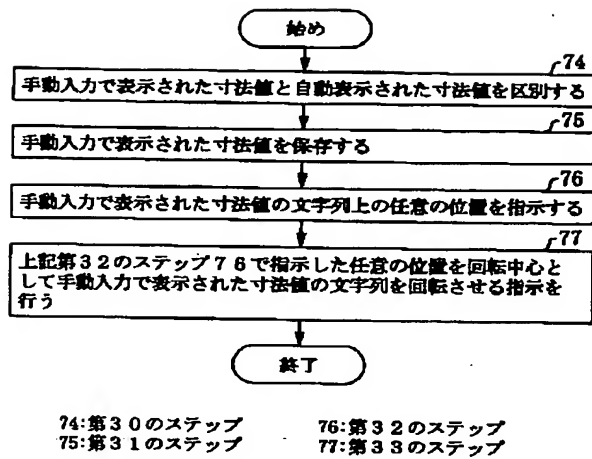 始め
74
手動入力で表示された寸法値と自動表示された寸法値を区別する
75
手動入力で表示された寸法値を保存する
76
手動入力で表示された寸法値の文字列上の任意の位置を指示する
77
上記第32のステップ76で指示した任意の位置を回転中心と
して手動入力で表示された寸法値の文字列を回転させる指示を
行う
終了
74:第30のステップ 76:第32のステップ
75:第31のステップ 77:第33のステップ